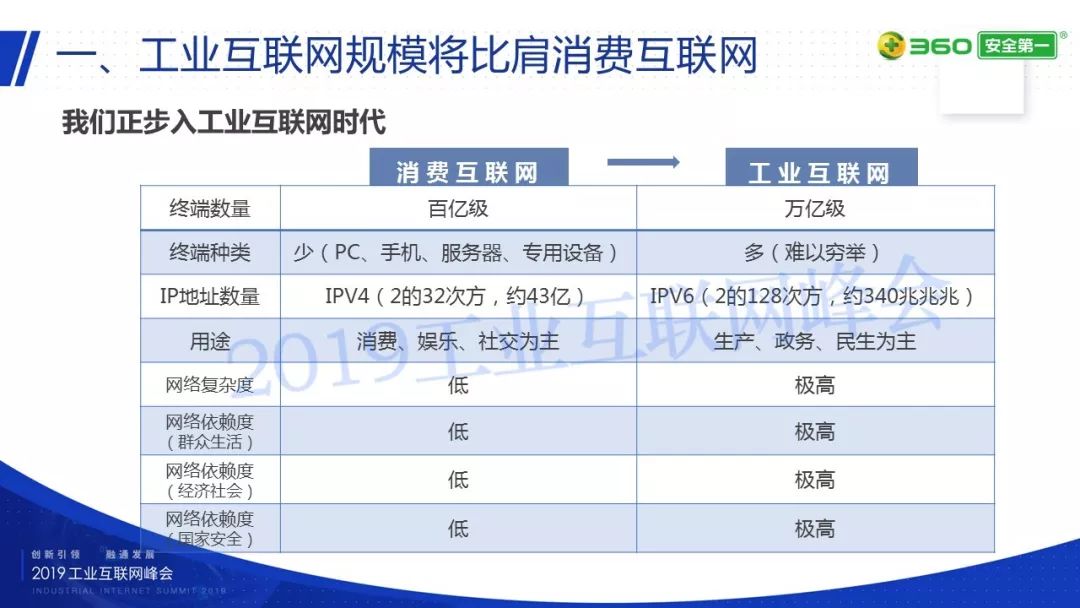 一、工业互联网规模将比肩消费互联网
360 安全第一®
我们正步入工业互联网时代
消费互联网 工业互联网
终端数量 百亿级 万亿级
终端种类 少（PC、手机、服务器、专用设备） 多（难以穷举）
IP地址数量 IPV4（2的32次方，约43亿） IPV6（2的128次方，约340兆兆兆）
用途 消费、娱乐、社交为主 生产、政务、民生为主
网络复杂度 低 极高
网络依赖度
（群众生活） 低 极高
网络依赖度
（经济社会） 低 极高
网络依赖度
（国家安全） 低 极高
2019工业互联网峰会
创新引领 融通发展
2019工业互联网峰会
INDUSTRIAL INTERNET SUMMIT 2019